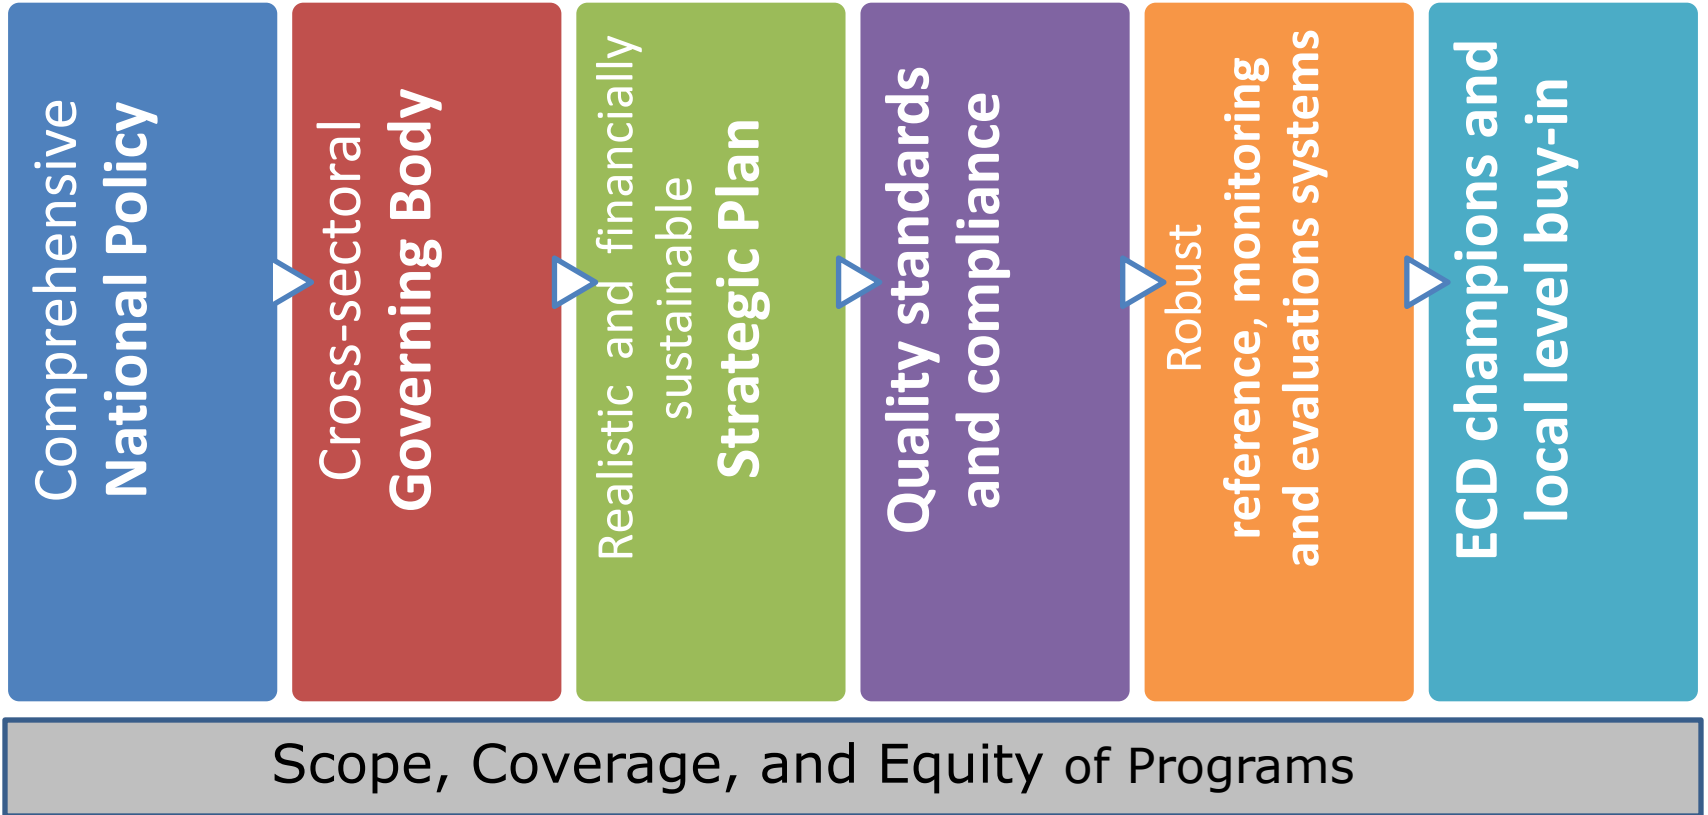 Comprehensive
National Policy
Cross-sectoral
Governing Body
Realistic and financially
sustainable
Strategic Plan
Quality standards
and compliance
Robust
reference, monitoring
and evaluations systems
ECD champions and
local level buy-in
Scope, Coverage, and Equity of Programs